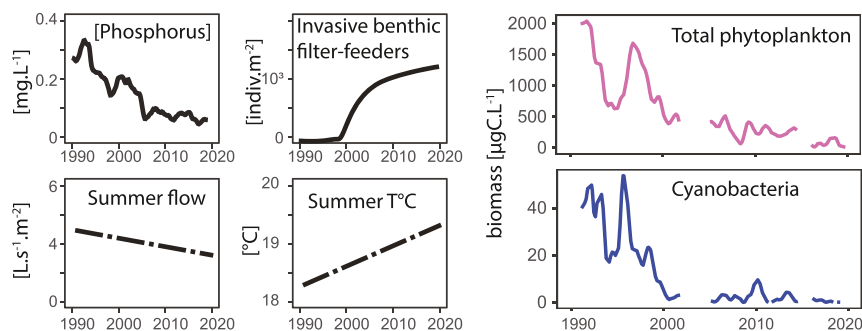 [Phosphorus]
[mg.L⁻¹]
0.4
0.2
0
1990 2000 2010 2020
Invasive benthic
filter-feeders
[indiv.m⁻²]
10³
0
1990 2000 2010 2020
Summer flow
[L.s⁻¹.m⁻²]
6
4
0
1990 2000 2010 2020
Summer T°C
[°C]
20
19
18
1990 2000 2010 2020
biomass [µgC.L⁻¹]
Total phytoplankton
2000
1500
1000
500
0
Cyanobacteria
40
20
0
1990 2000 2010 2020